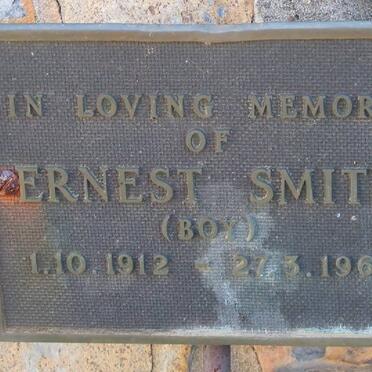 IN LOVING MEMOR
OF
ERNEST SMIT
(BOY)
1.10.1912 - 27.3.196